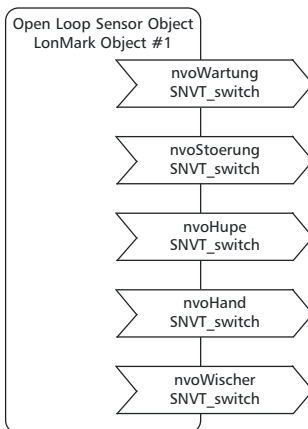 Open Loop Sensor Object
LonMark Object #1
nvoWartung
SNVT_switch
nvoStoerung
SNVT_switch
nvoHupe
SNVT_switch
nvoHand
SNVT_switch
nvoWischer
SNVT_switch